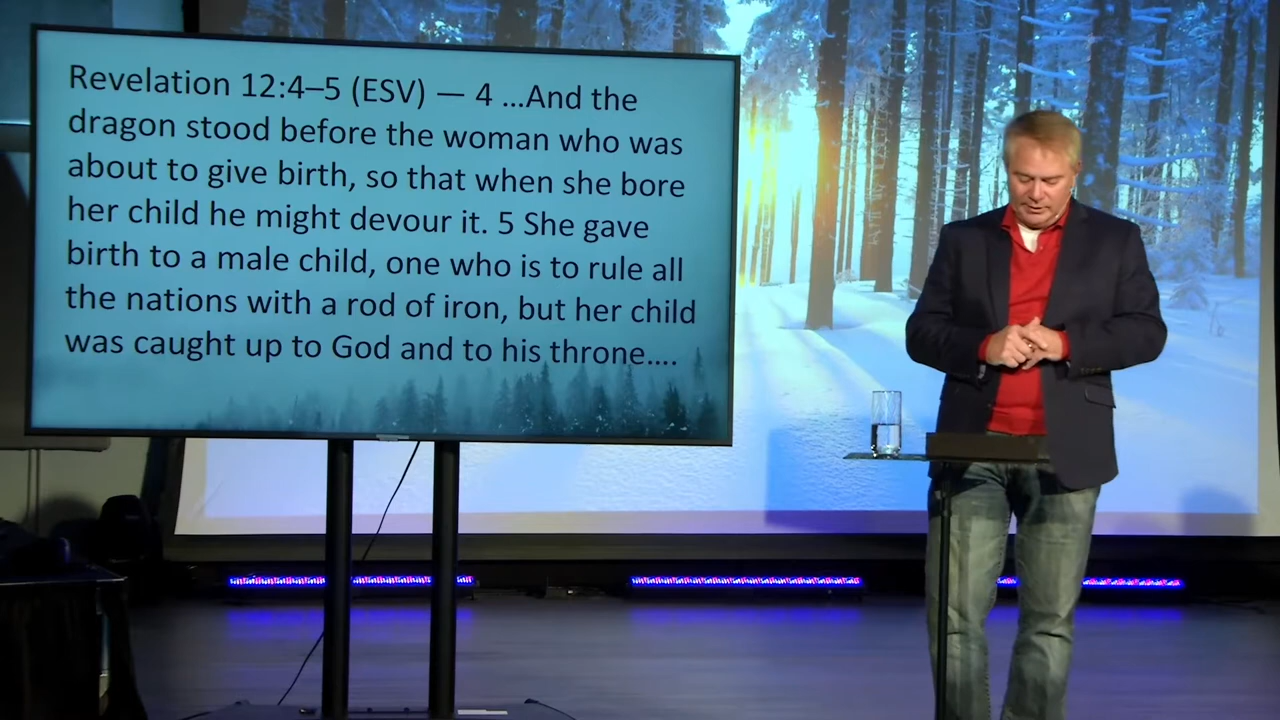 Revelation 12:4–5 (ESV) — 4 ...And the
dragon stood before the woman who was
about to give birth, so that when she bore
her child he might devour it. 5 She gave
birth to a male child, one who is to rule all
the nations with a rod of iron, but her child
was caught up to God and to his throne....